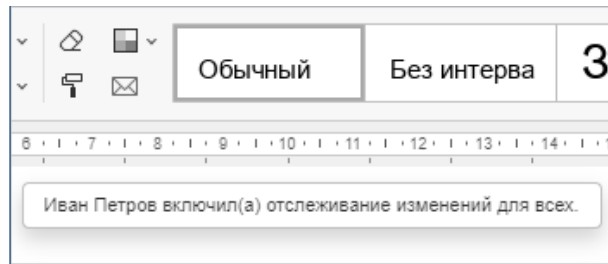 Обычный
Без интерва
З
6 7 8 9 10 11 12 13 14
Иван Петров включил(а) отслеживание изменений для всех.